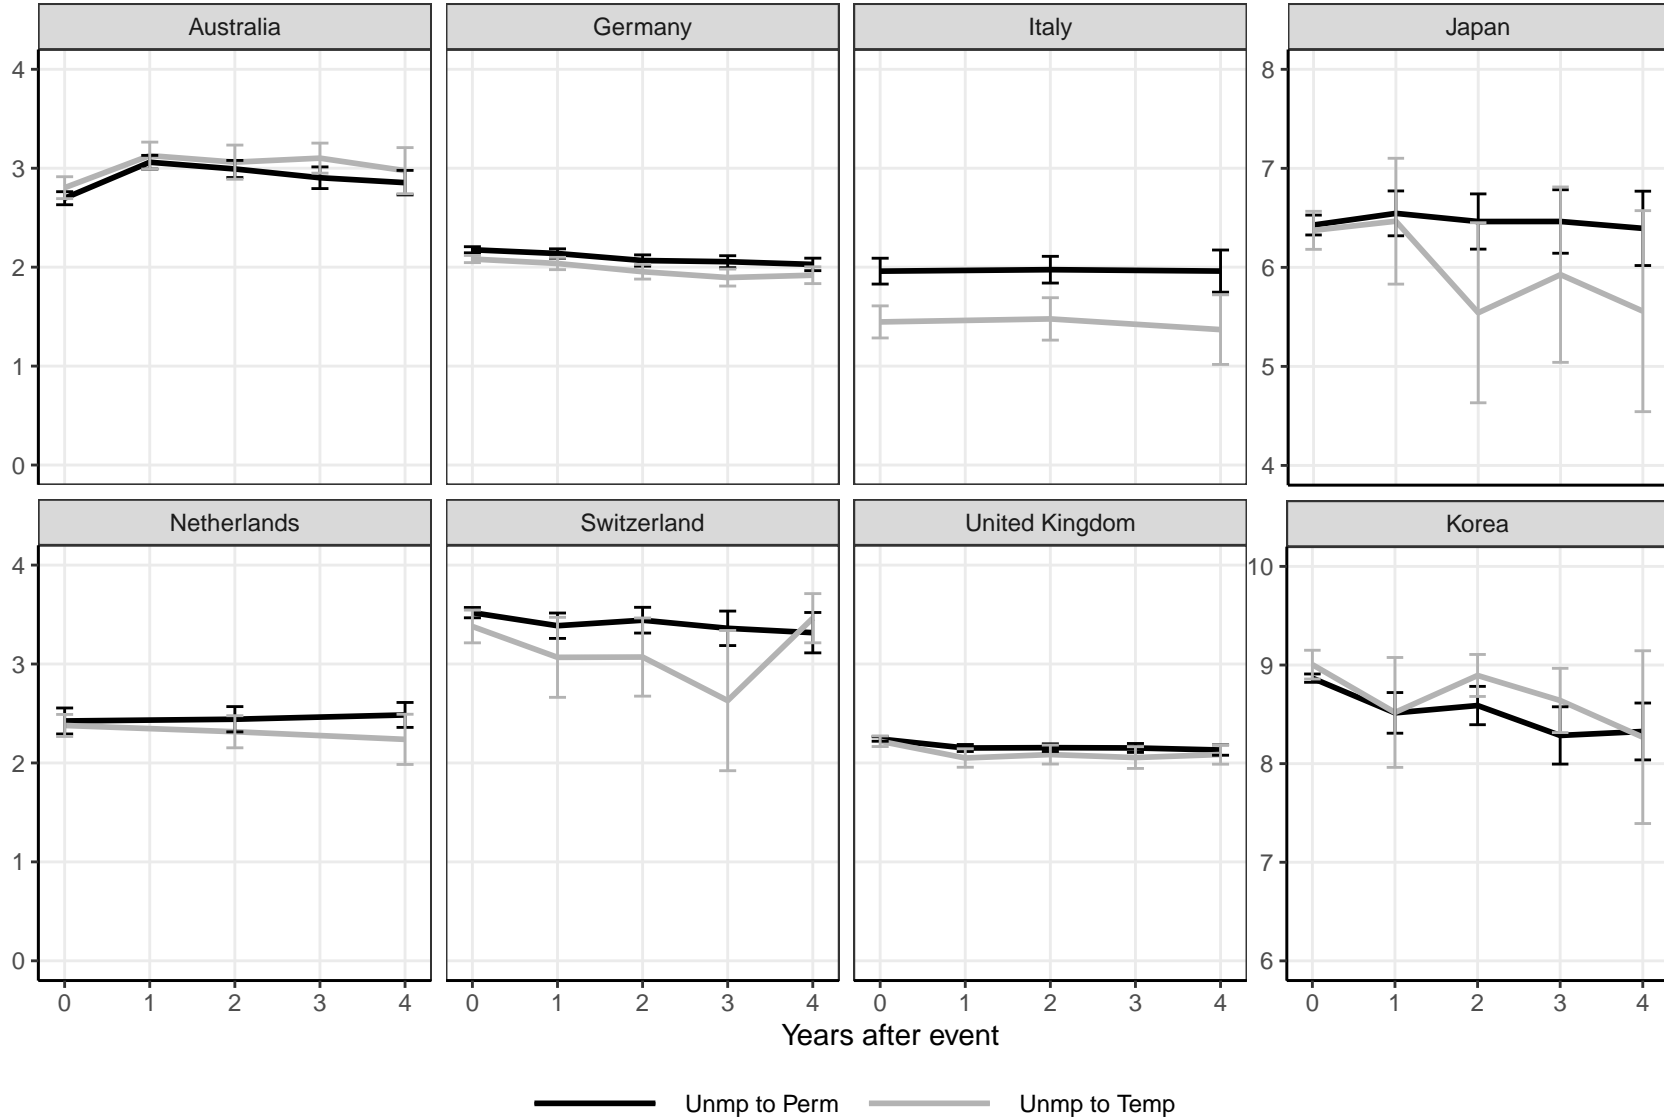 Australia Germany Italy Japan
4 8
3 7
2 6
1 5
0 4
Netherlands Switzerland United Kingdom Korea
4 10
3 9
2 8
1 7
0 6
0 1 2 3 4 0 1 2 3 4 0 1 2 3 4 0 1 2 3 4
Years after event
Unmp to Perm Unmp to Temp